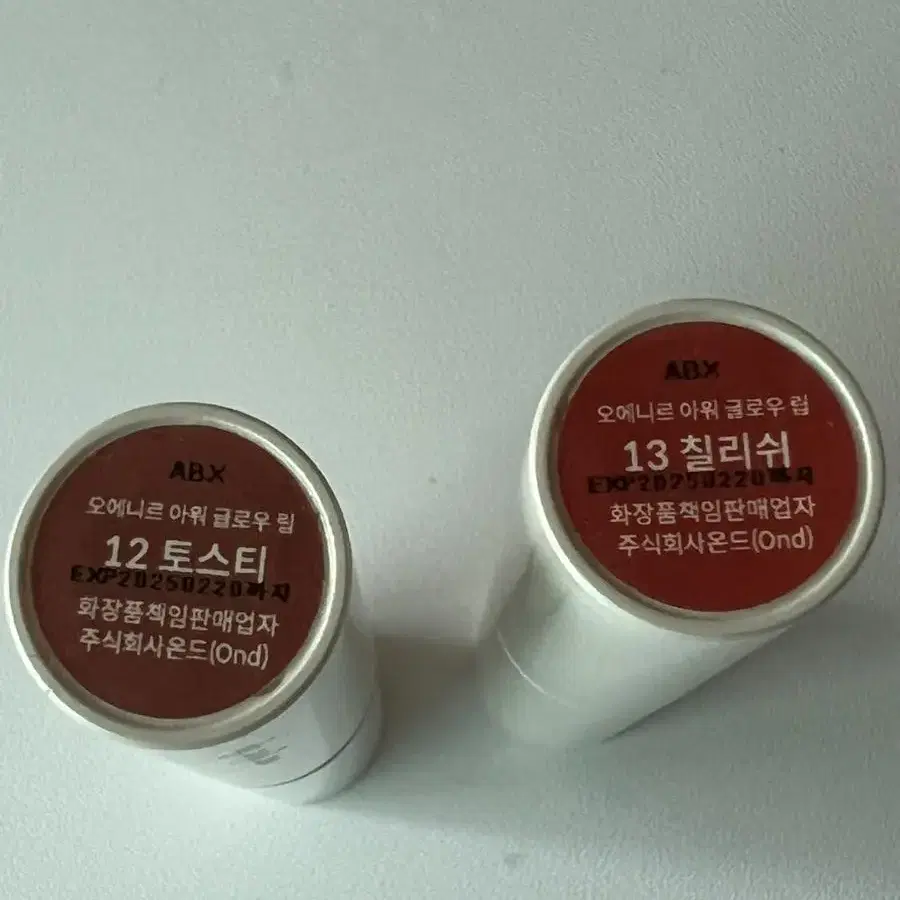 ABX
오에니르 아워 글로우 립
12 토스티
EXP20250220까지
화장품책임판매업자
주식회사온드(Ond)
ABX
오에니르 아워 글로우 립
13 칠리쉬
EXP20250220까지
화장품책임판매업자
주식회사온드(Ond)